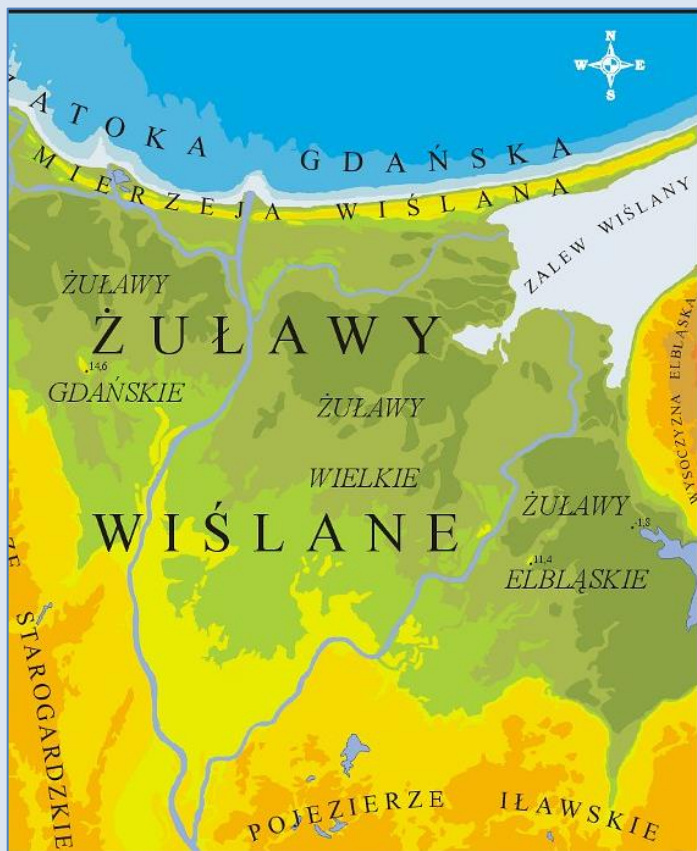 N
W E
S
ZATOKA GDAŃSKA
MIERZEJA WIŚLANA
ZALEW WIŚLANY
ŻUŁAWY
ŻUŁAWY
14,6
GDAŃSKIE
ŻUŁAWY
WYSOCZYZNA ELBLĄSKA
WIELKIE
ŻUŁAWY
-1,8
WIŚLANE
11,4
ELBLĄSKIE
ZE STAROGARDZKIE
POJEZIERZE IŁAWSKIE